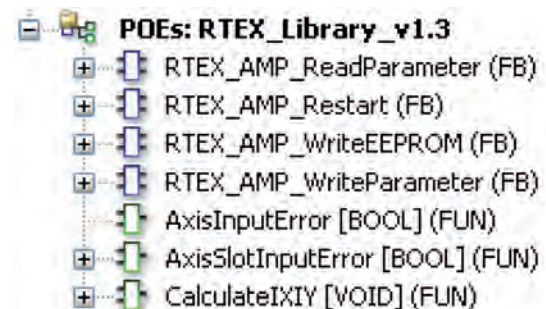 POEs: RTEX_Library_v1.3
RTEX_AMP_ReadParameter (FB)
RTEX_AMP_Restart (FB)
RTEX_AMP_WriteEEPROM (FB)
RTEX_AMP_WriteParameter (FB)
AxisInputError [BOOL] (FUN)
AxisSlotInputError [BOOL] (FUN)
CalculateIXIY [VOID] (FUN)